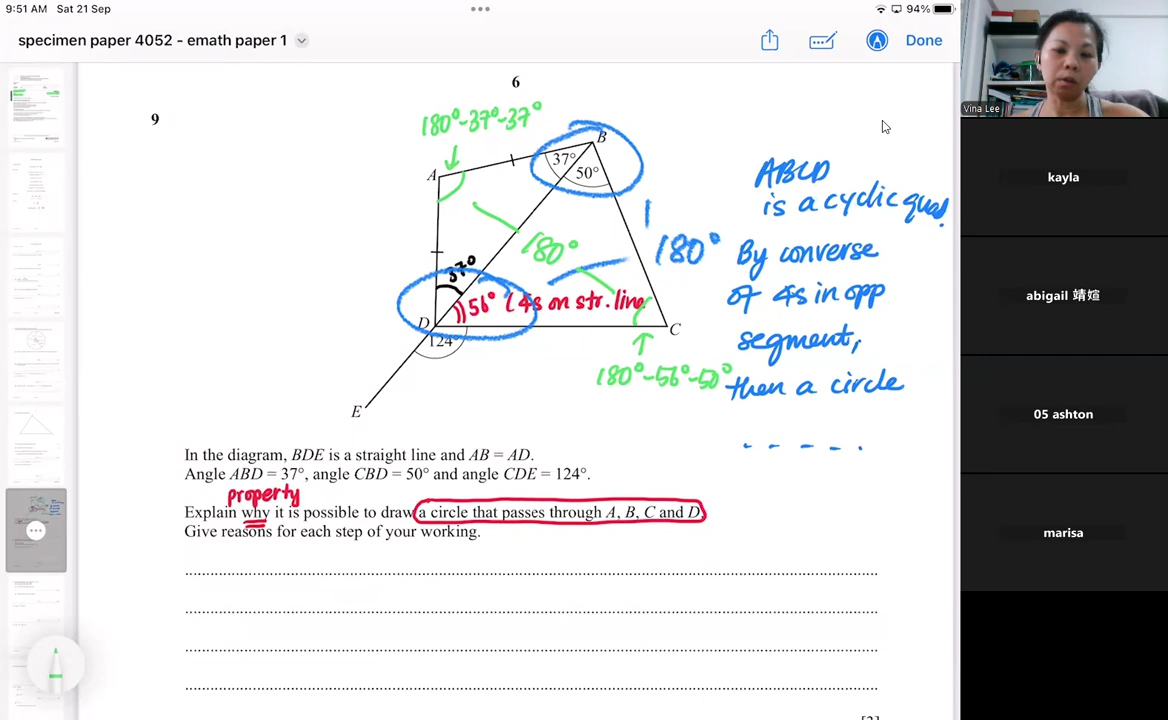 9:51 AM Sat 21 Sep
94%
specimen paper 4052 - emath paper 1
Done
Vina Lee
kayla
abigail 靖媗
05 ashton
marisa
6
9
180°-37°-37°
A
B
37°
50°
180°
37°
56° (∠s on str. line
D
C
124
180°-56°-50°
E
180°
ABCD
is a cyclic quad.
By converse
of ∠s in opp
segment,
then a circle
- - - - .
In the diagram, BDE is a straight line and AB = AD.
Angle ABD = 37°, angle CBD = 50° and angle CDE = 124°.
property
Explain why it is possible to draw a circle that passes through A, B, C and D.
Give reasons for each step of your working.